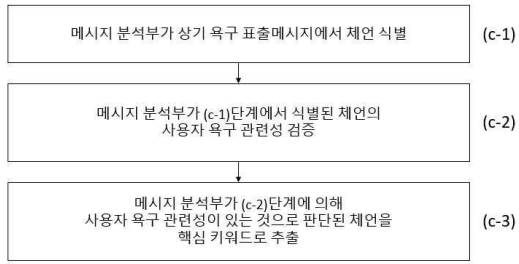 메시지 분석부가 상기 욕구 표출메시지에서 체언 식별
(c-1)
메시지 분석부가 (c-1)단계에서 식별된 체언의
사용자 욕구 관련성 검증
(c-2)
메시지 분석부가 (c-2)단계에 의해
사용자 욕구 관련성이 있는 것으로 판단된 체언을
핵심 키워드로 추출
(c-3)